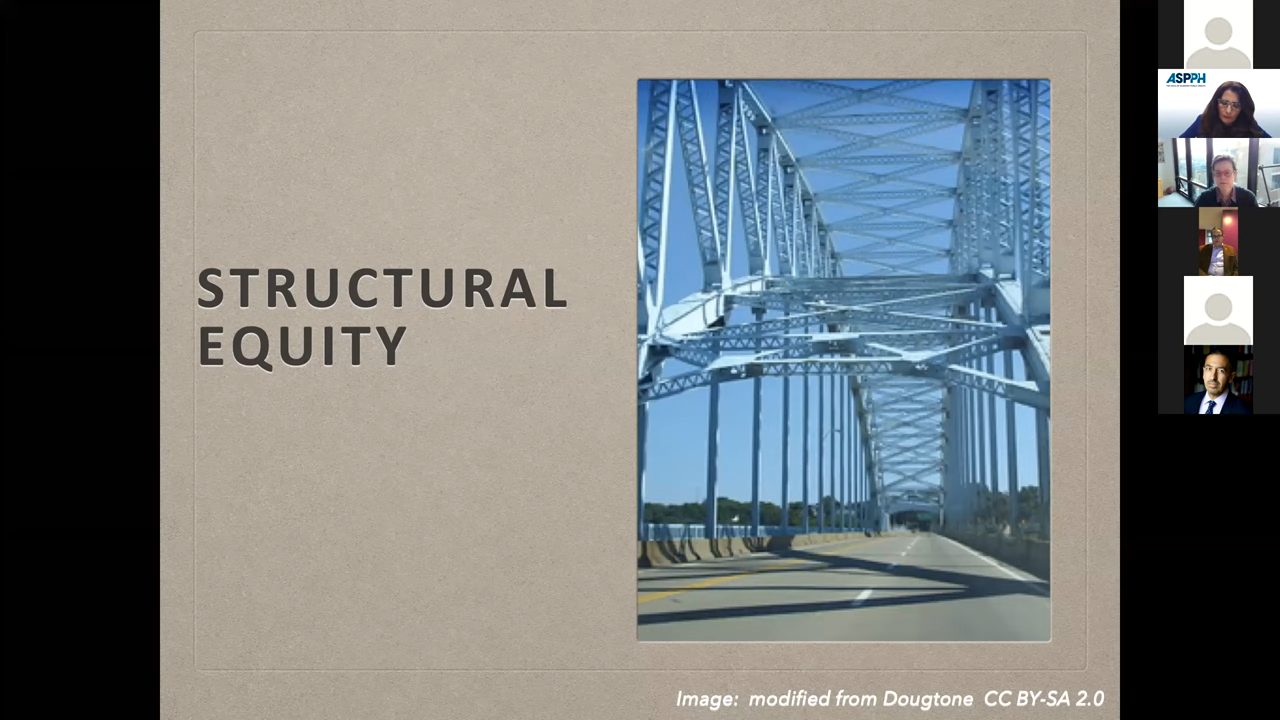 STRUCTURAL
EQUITY
Image: modified from Dougtone CC BY-SA 2.0
ASPPH